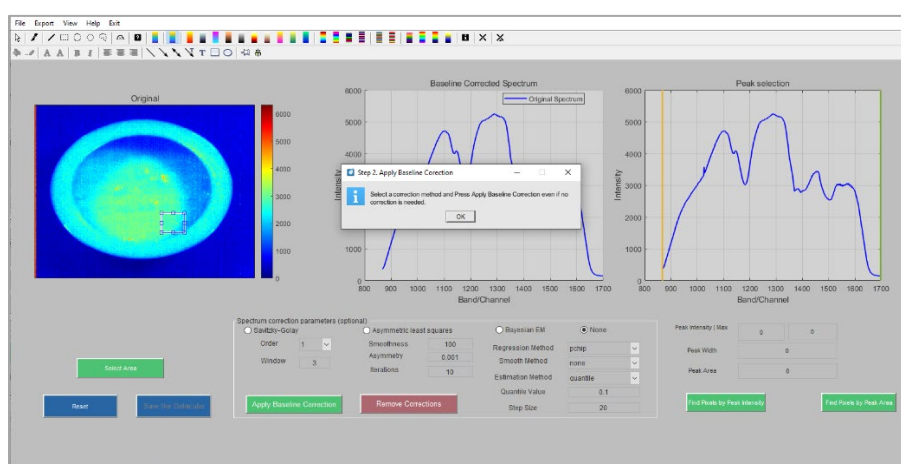 File Export View Help Exit
Original
6000
5000
4000
3000
2000
1000
0
Baseline Corrected Spectrum
Original Spectrum
6000
5000
4000
1000
0
Intensity
800 900 1000 1100 1200 1300 1400 1500 1600 1700
Band/Channel
Peak selection
6000
5000
4000
3000
2000
1000
0
Intensity
800 900 1000 1100 1200 1300 1400 1500 1600 1700
Band/Channel
Step 2. Apply Baseline Corection
Select a correction method and Press Apply Baseline Corection even if no
correction is needed.
OK
Spectrum correction parameters (optional)
Savitzky-Golay
Order 1
Window 3
Asymmetric least squares
Smoothness 100
Asymmetry 0.001
Iterations 10
Bayesian EM
None
Regression Method pchip
Smooth Method none
Estimation Method quantile
Quantile Value 0.1
Step Size 20
Apply Baseline Correction
Remove Corrections
Select Area
Reset
Save the Datacube
Peak Intensity | Max 0 0
Peak Width 0
Peak Area 0
Find Pixels by Peak Intensity
Find Pixels by Peak Area